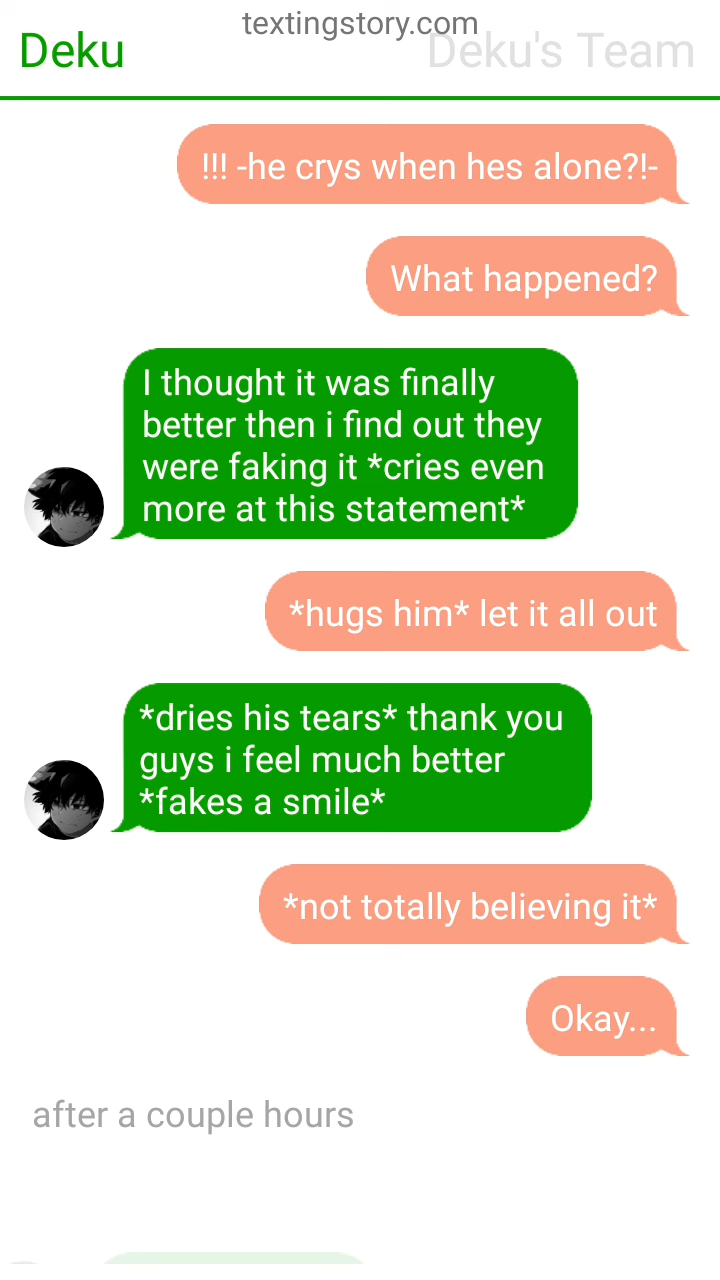 textingstory.com
Deku
Deku's Team
!!! -he crys when hes alone?!-
What happened?
I thought it was finally
better then i find out they
were faking it *cries even
more at this statement*
*hugs him* let it all out
*dries his tears* thank you
guys i feel much better
*fakes a smile*
*not totally believing it*
Okay...
after a couple hours